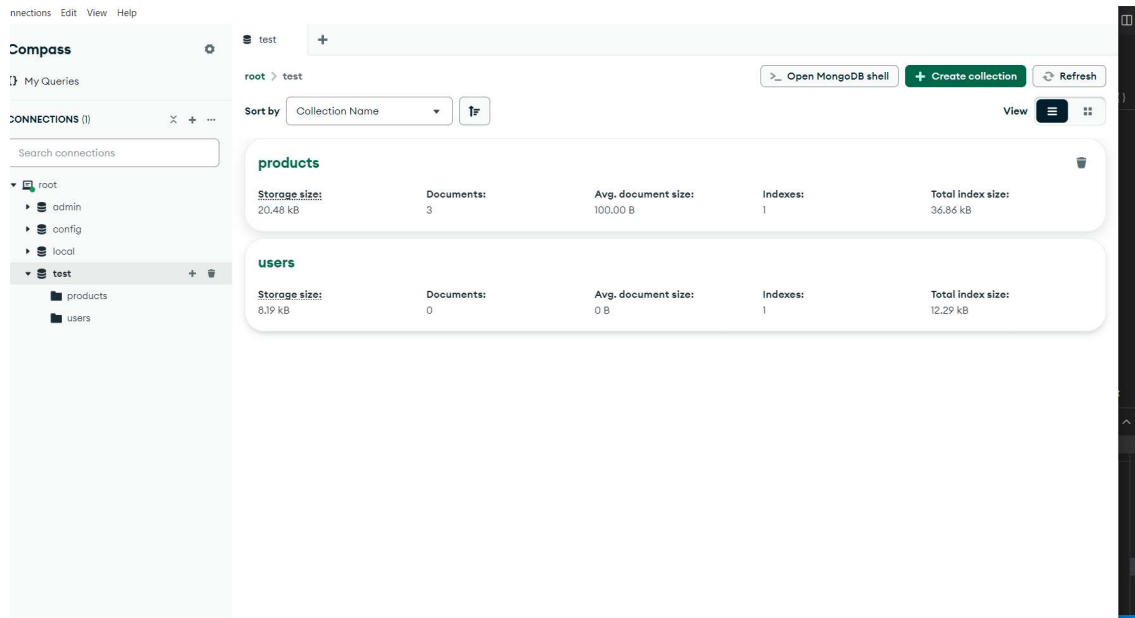 nnections Edit View Help
Compass
My Queries
CONNECTIONS (1)
Search connections
root
admin
config
local
test
products
users
test
root > test
>_ Open MongoDB shell
+ Create collection
Refresh
Sort by Collection Name
View
products
Storage size: Documents: Avg. document size: Indexes: Total index size:
20.48 kB 3 100.00 B 1 36.86 kB
users
Storage size: Documents: Avg. document size: Indexes: Total index size:
8.19 kB 0 0 B 1 12.29 kB